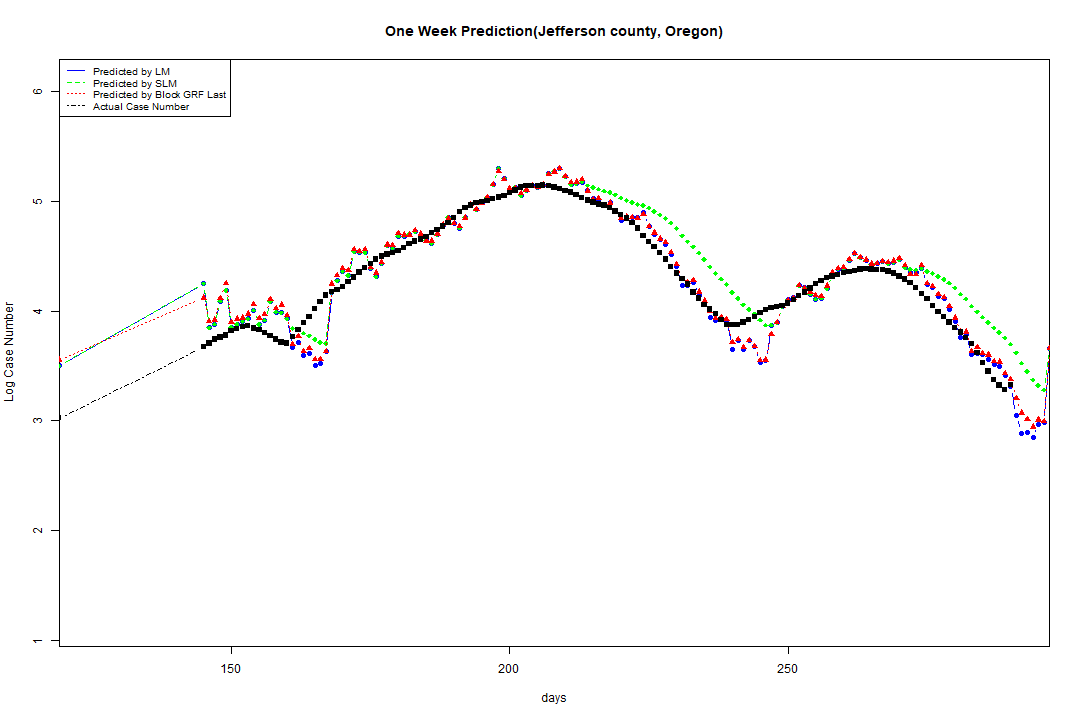 One Week Prediction(Jefferson county, Oregon)
Predicted by LM
Predicted by SLM
Predicted by Block GRF Last
Actual Case Number
Log Case Number
6
5
4
3
2
1
150
200
250
days